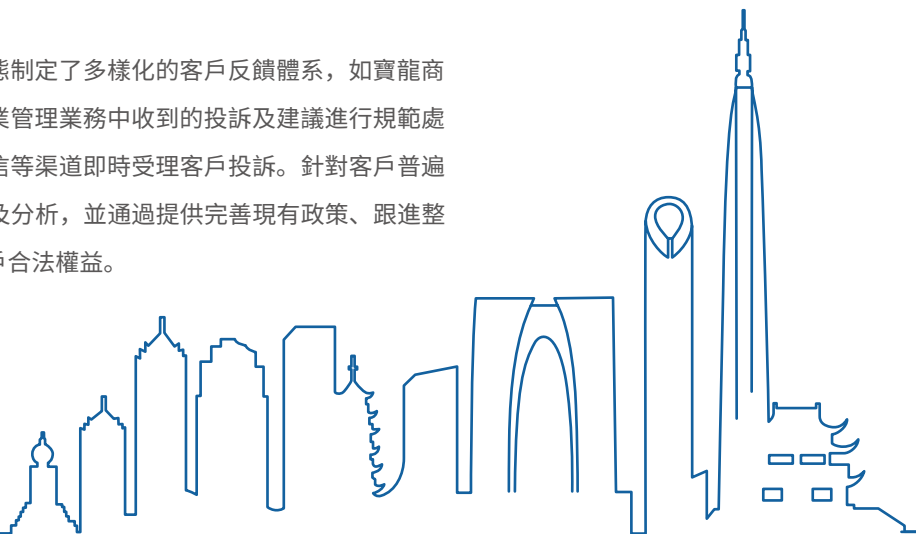 態制定了多樣化的客戶反饋體系，如寶龍商
業管理業務中收到的投訴及建議進行規範處
信等渠道即時受理客戶投訴。針對客戶普遍
及分析，並通過提供完善現有政策、跟進整
戶合法權益。